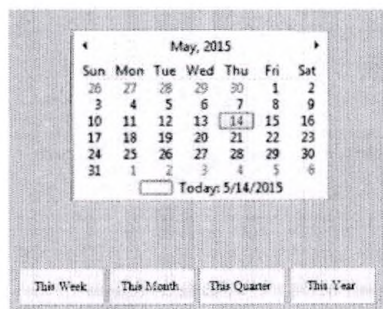 May, 2015
Sun Mon Tue Wed Thu Fri Sat
26 27 28 29 30 1 2
3 4 5 6 7 8 9
10 11 12 13 14 15 16
17 18 19 20 21 22 23
24 25 26 27 28 29 30
31 1 2 3 4 5 6
Today: 5/14/2015
This Week This Month This Quarter This Year